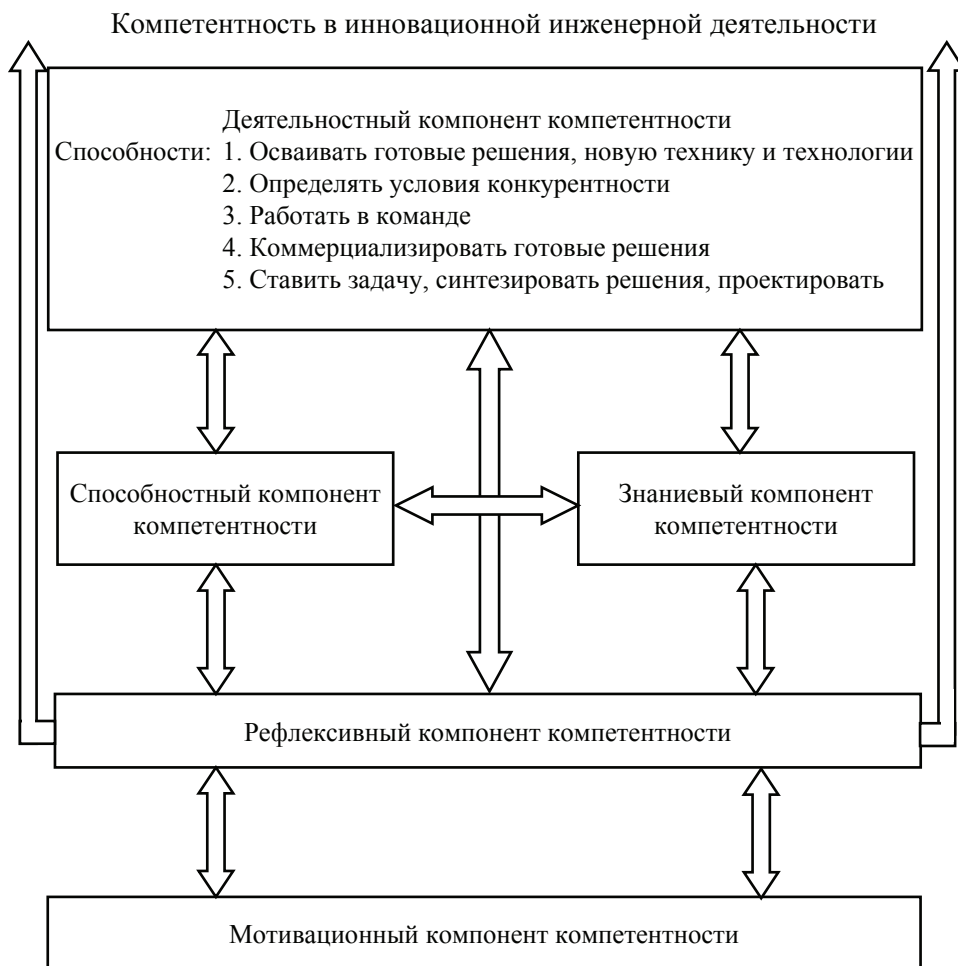 Компетентность в инновационной инженерной деятельности
Деятельностный компонент компетентности
Способности: 1. Осваивать готовые решения, новую технику и технологии
2. Определять условия конкурентности
3. Работать в команде
4. Коммерциализировать готовые решения
5. Ставить задачу, синтезировать решения, проектировать
Способностный компонент
компетентности
Знаниевый компонент
компетентности
Рефлексивный компонент компетентности
Мотивационный компонент компетентности